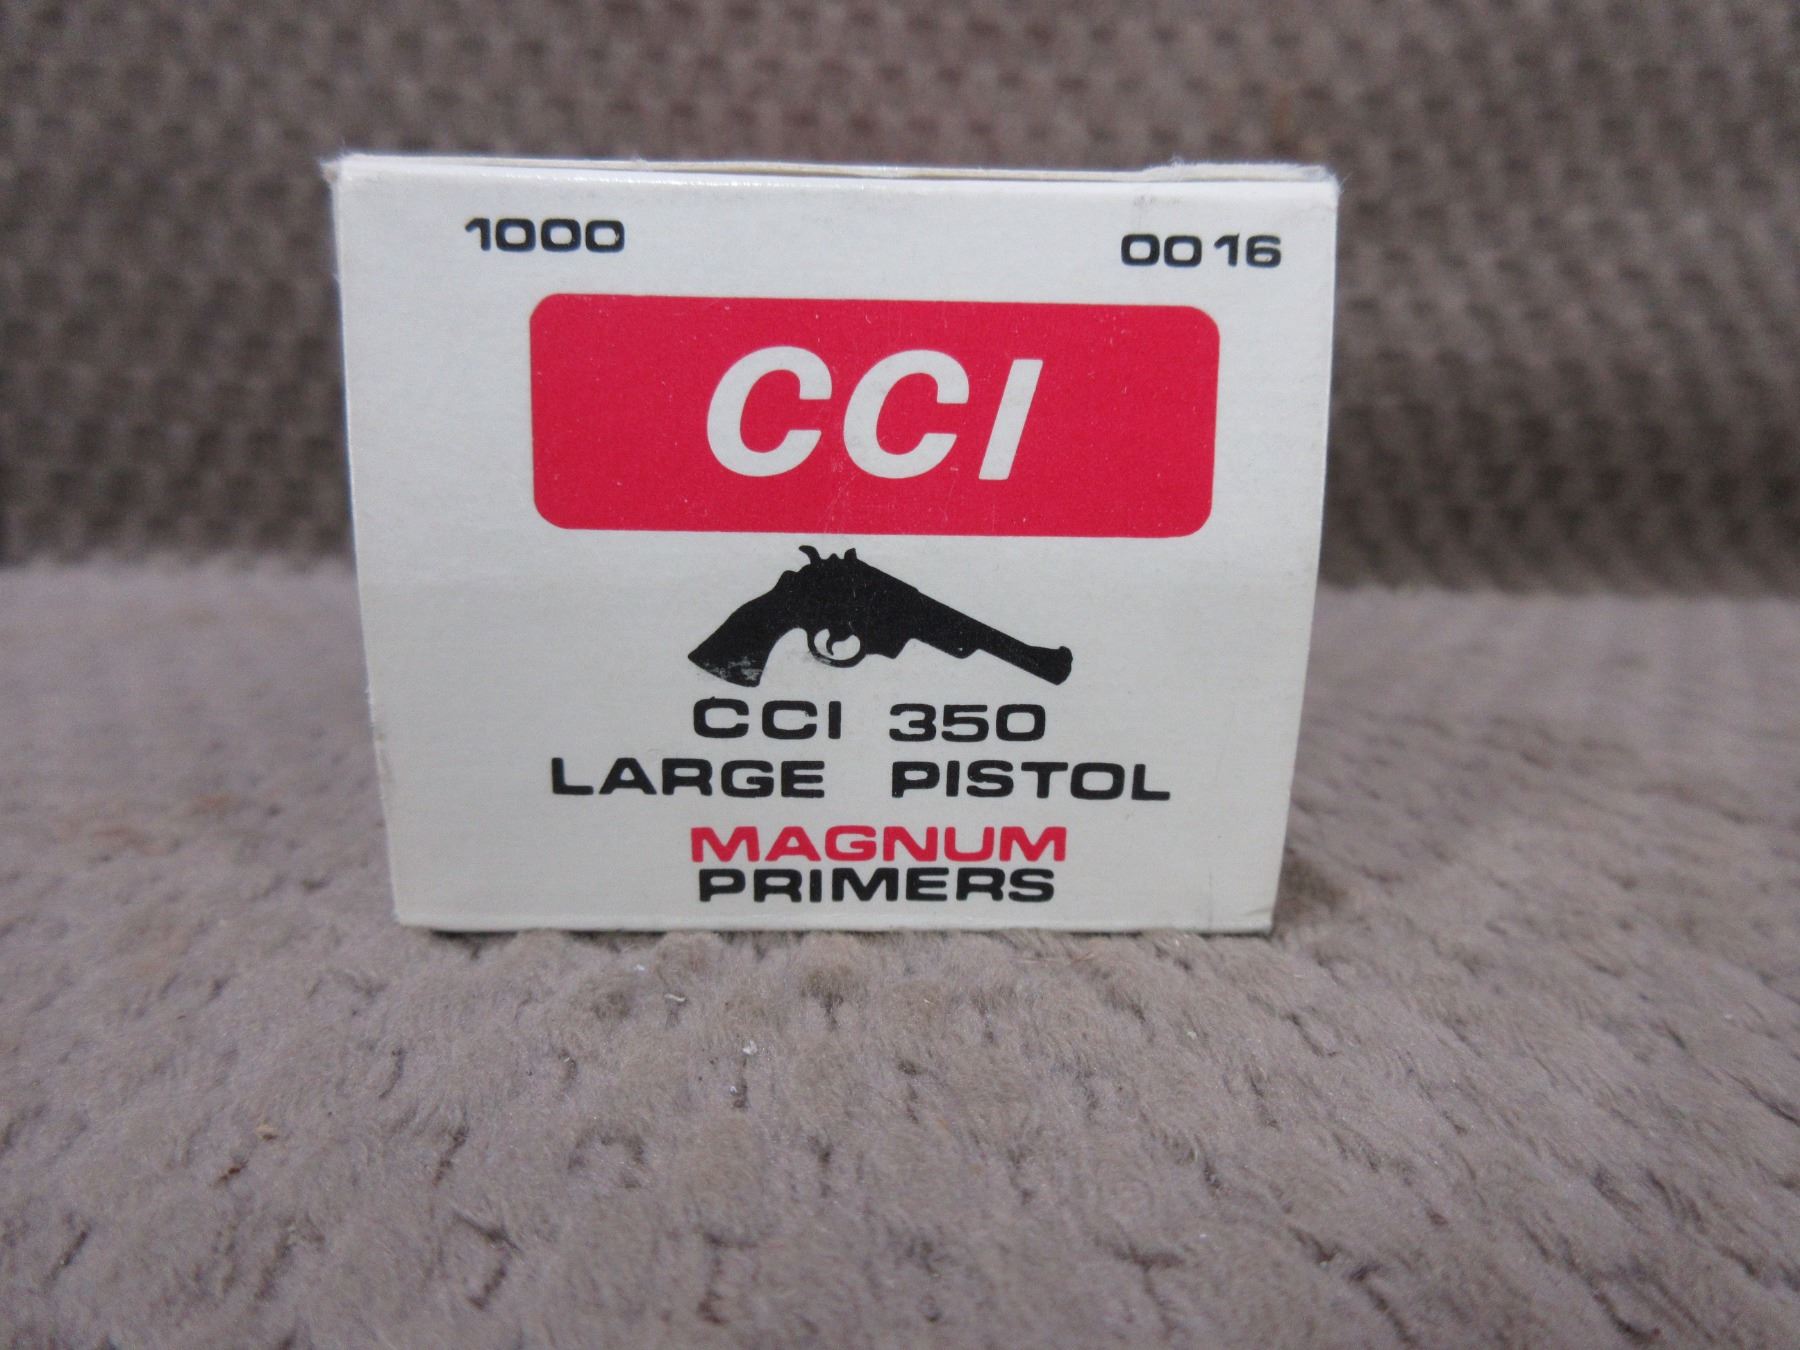 1000 0016
CCI
CCI 350
LARGE PISTOL
MAGNUM
PRIMERS